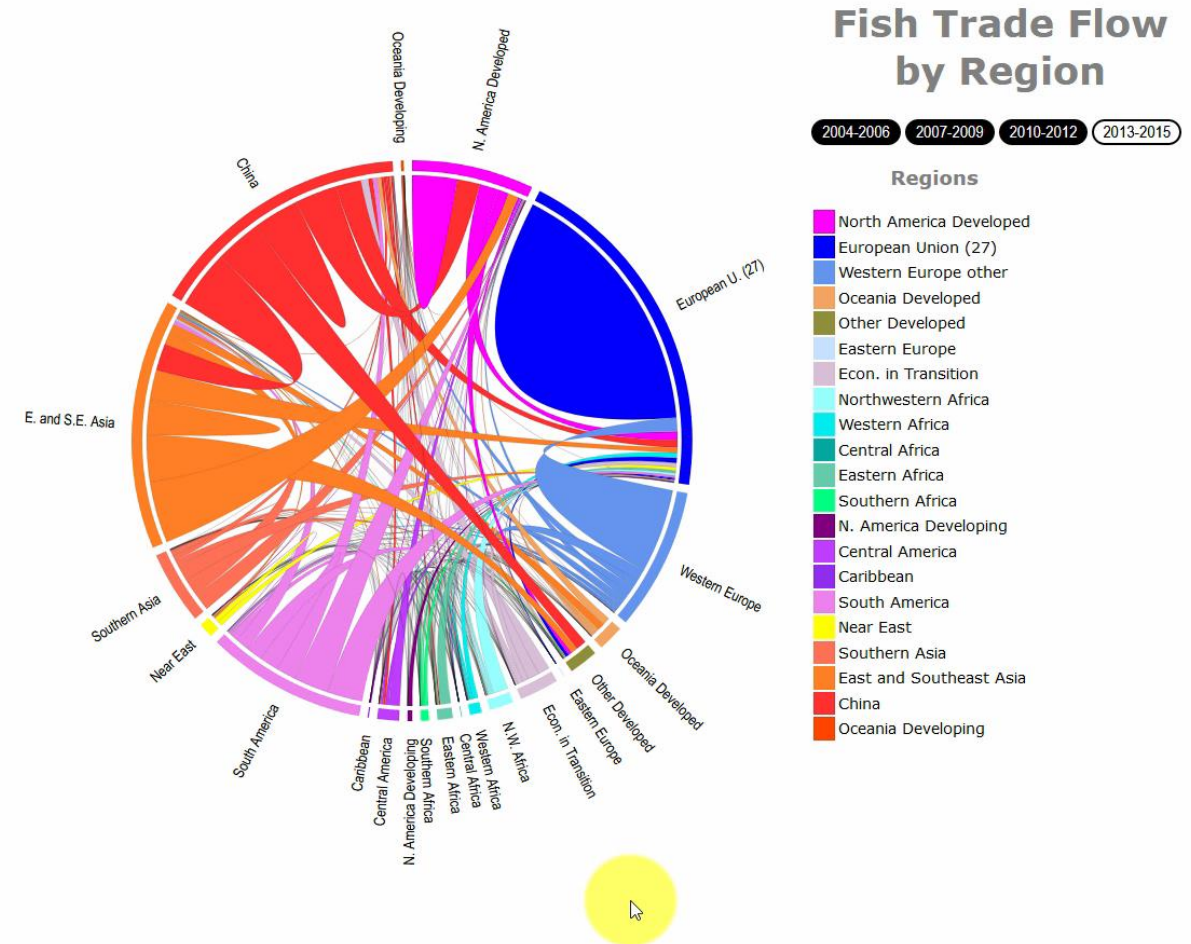 Fish Trade Flow
by Region
2004-2006
2007-2009
2010-2012
2013-2015
Regions
North America Developed
European Union (27)
Western Europe other
Oceania Developed
Other Developed
Eastern Europe
Econ. in Transition
Northwestern Africa
Western Africa
Central Africa
Eastern Africa
Southern Africa
N. America Developing
Central America
Caribbean
South America
Near East
Southern Asia
East and Southeast Asia
China
Oceania Developing
Oceania Developing
N. America Developed
European U. (27)
Western Europe
Oceania Developed
Other Developed
Eastern Europe
Econ. in Transition
N.W. Africa
Western Africa
Central Africa
Eastern Africa
Southern Africa
N. America Developing
Central America
Caribbean
South America
Near East
Southern Asia
E. and S.E. Asia
China